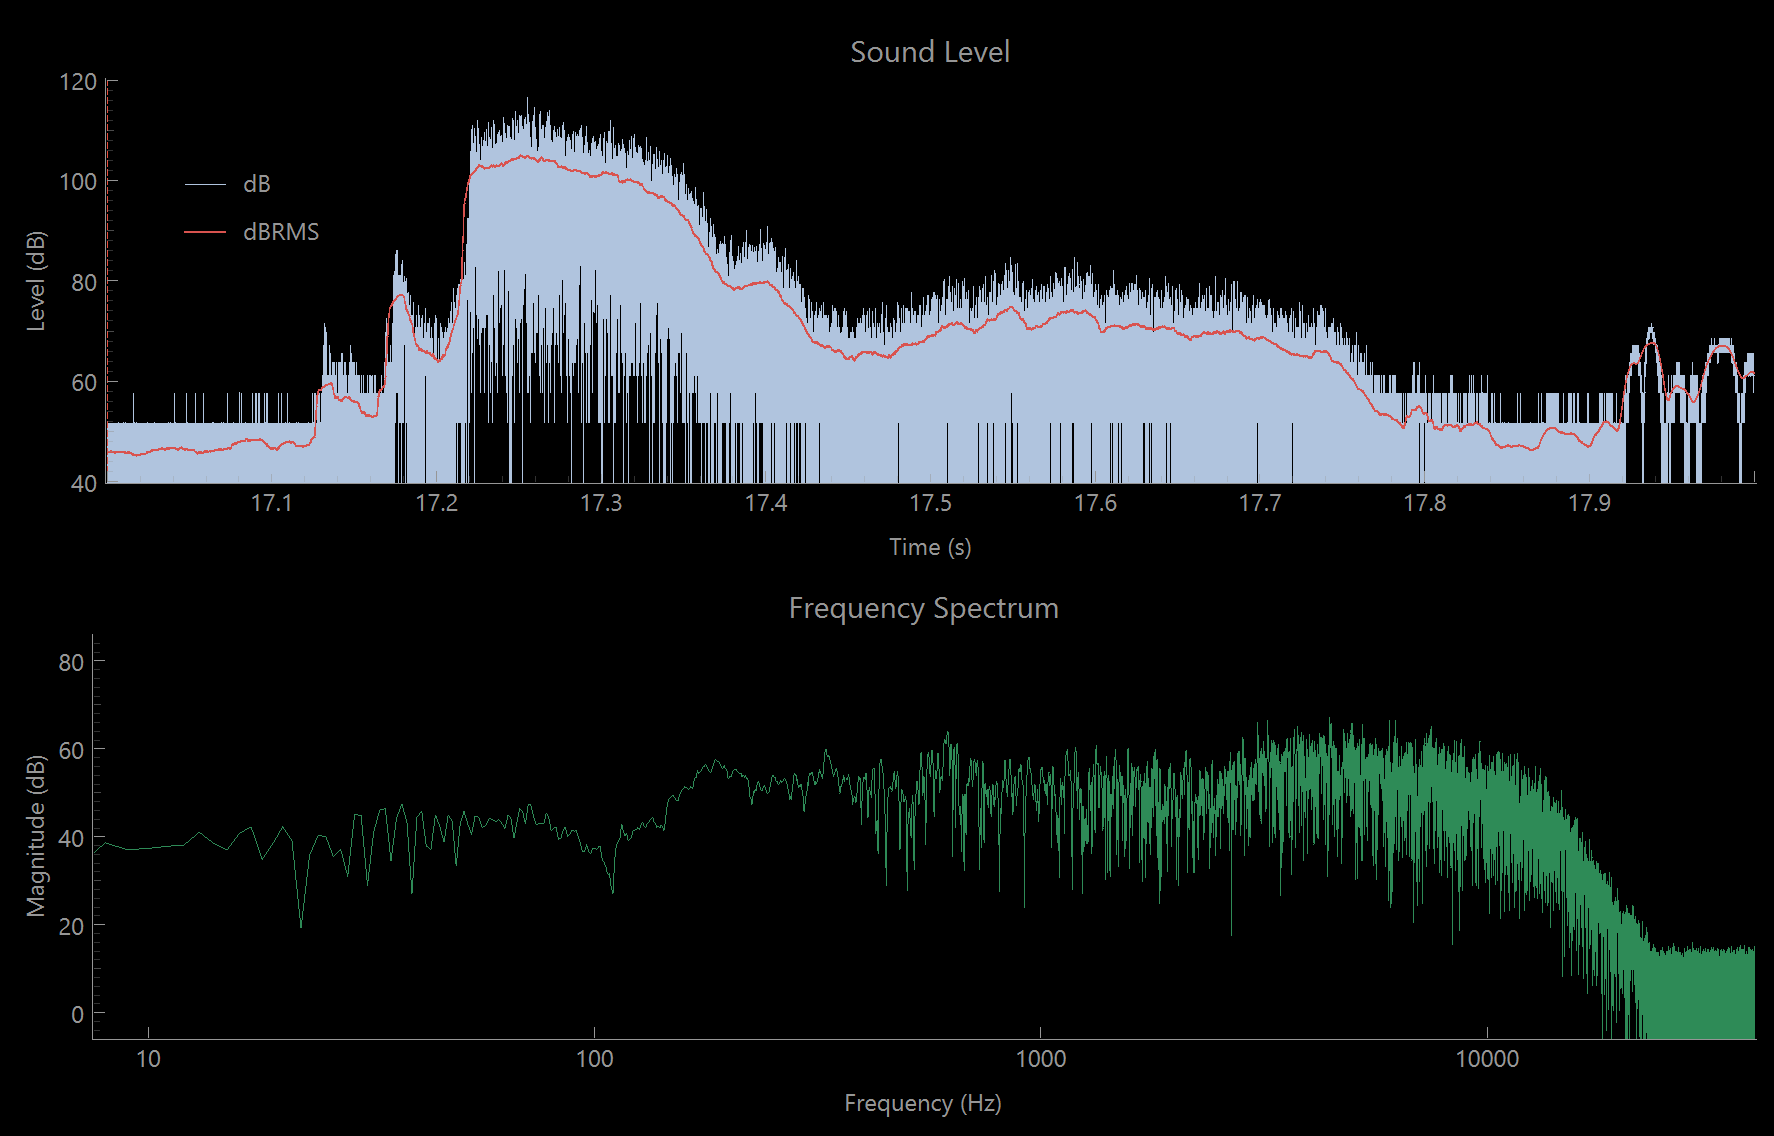 Sound Level
120
100
80
60
40
Level (dB)
dB
dBRMS
17.1 17.2 17.3 17.4 17.5 17.6 17.7 17.8 17.9
Time (s)
Frequency Spectrum
80
60
40
20
0
Magnitude (dB)
10 100 1000 10000
Frequency (Hz)